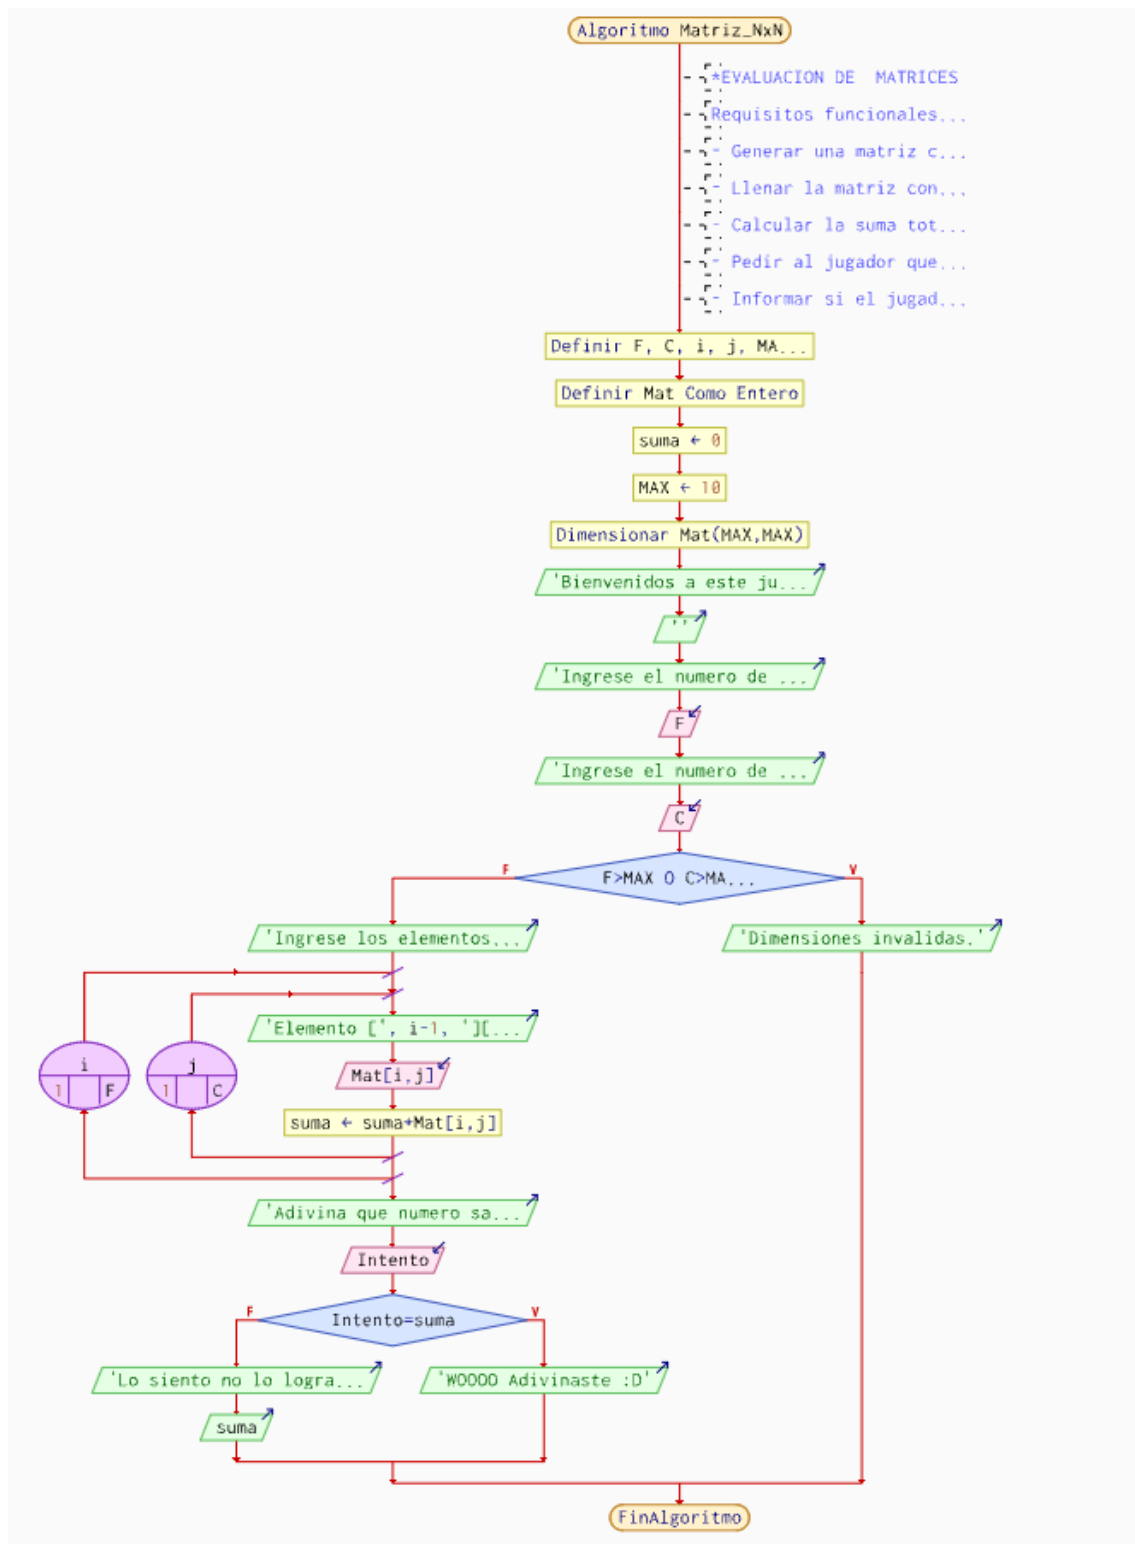 Algoritmo Matriz_NxN
*EVALUACION DE  MATRICES
Requisitos funcionales...
- Generar una matriz c...
- Llenar la matriz con...
- Calcular la suma tot...
- Pedir al jugador que...
- Informar si el jugad...
Definir F, C, i, j, MA...
Definir Mat Como Entero
suma ← 0
MAX ← 10
Dimensionar Mat(MAX,MAX)
'Bienvenidos a este ju...
''
'Ingrese el numero de ...
F
'Ingrese el numero de ...
C
F>MAX O C>MA...
F
V
'Ingrese los elementos...
'Dimensiones invalidas.'
'Elemento [', i-1, '][...
i
1 F
j
1 C
Mat[i,j]
suma ← suma+Mat[i,j]
'Adivina que numero sa...
Intento
Intento=suma
F
V
'Lo siento no lo logra...
'WOOOO Adivinaste :D'
suma
FinAlgoritmo